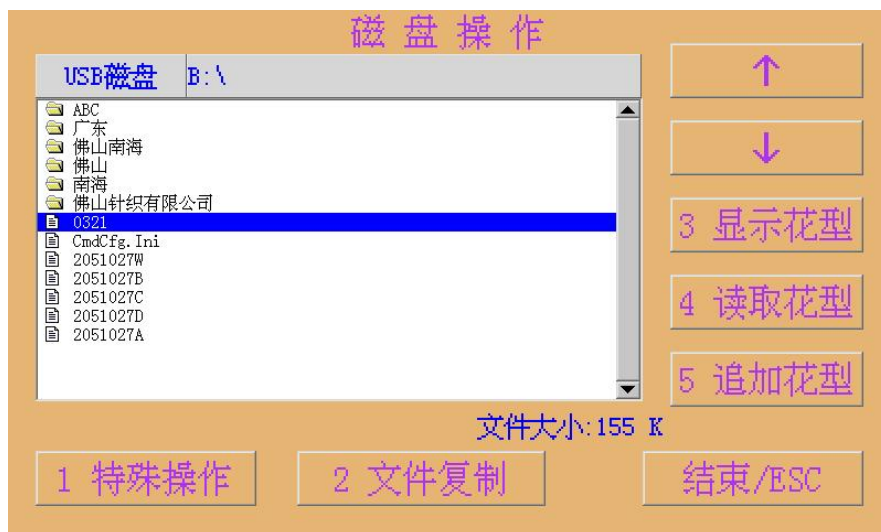 磁盘操作
USB磁盘 B:\
ABC
广东
佛山南海
佛山
南海
佛山针织有限公司
0321
CmdCfg.Ini
2051027W
2051027B
2051027C
2051027D
2051027A
↑
↓
3 显示花型
4 读取花型
5 追加花型
文件大小:155 K
1 特殊操作
2 文件复制
结束/ESC